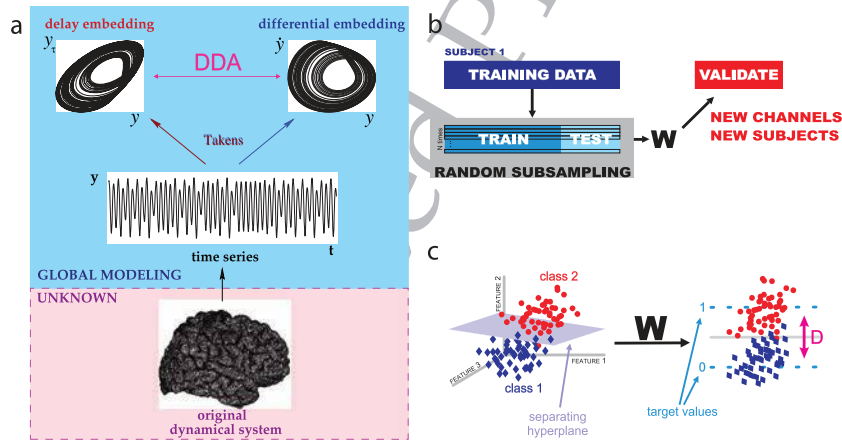 a
delay embedding
differential embedding
yτ
ẏ
DDA
y
y
Takens
y
t
time series
GLOBAL MODELING
UNKNOWN
original
dynamical system
b
SUBJECT 1
TRAINING DATA
VALIDATE
NEW CHANNELS
NEW SUBJECTS
N times
TRAIN
TEST
W
RANDOM SUBSAMPLING
c
class 2
FEATURE 2
FEATURE 1
FEATURE 3
class 1
separating
hyperplane
W
1
0
D
target values